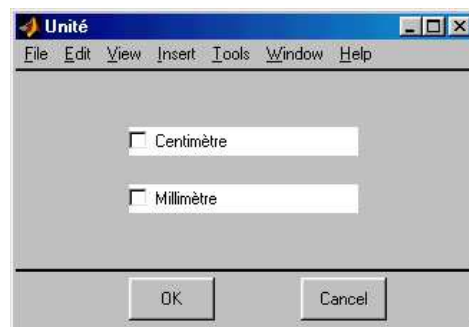 Unité
File Edit View Insert Tools Window Help
Centimètre
Millimètre
OK Cancel